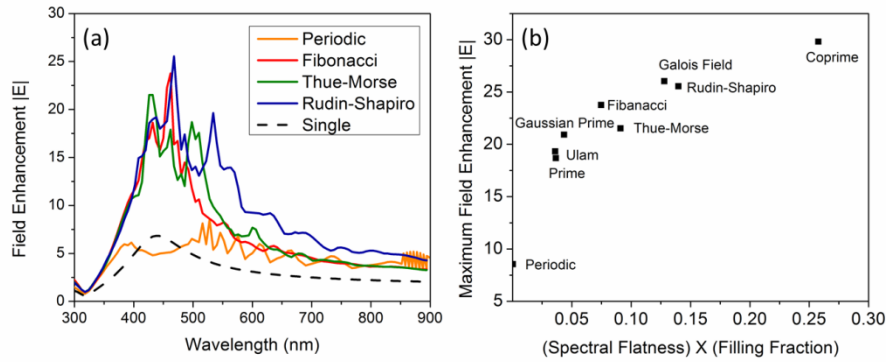 (a)
Periodic
Fibonacci
Thue-Morse
Rudin-Shapiro
Single
30
25
20
15
10
5
0
300 400 500 600 700 800 900
Wavelength (nm)
Field Enhancement |E|
(b)
Coprime
Galois Field
Rudin-Shapiro
Fibanacci
Thue-Morse
Gaussian Prime
Ulam
Prime
Periodic
30
25
20
15
10
5
0.05 0.10 0.15 0.20 0.25 0.30
(Spectral Flatness) X (Filling Fraction)
Maximum Field Enhancement |E|